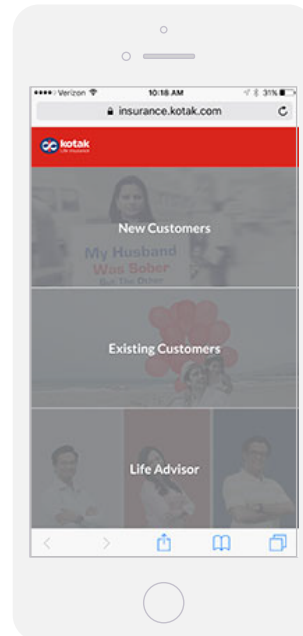 Verizon 10:18 AM 31%
insurance.kotak.com
kotak
Life Insurance
New Customers
My Husband
Was Sober
But The Other
Existing Customers
Life Advisor